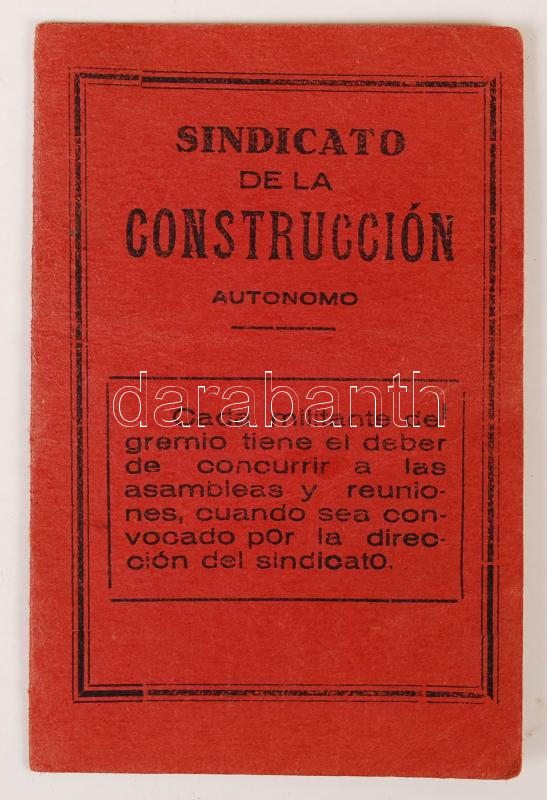 SINDICATO
DE LA
CONSTRUCCIÓN
AUTONOMO
darabanth
Cada militante del
gremio tiene el deber
de concurrir a las
asambleas y reunio-
nes, cuando sea con-
vocado por la direc-
ción del sindicato.